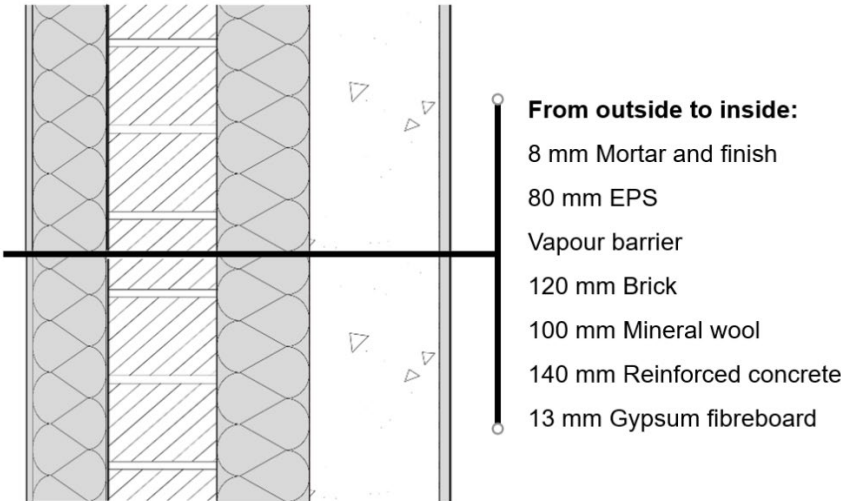 From outside to inside:
8 mm Mortar and finish
80 mm EPS
Vapour barrier
120 mm Brick
100 mm Mineral wool
140 mm Reinforced concrete
13 mm Gypsum fibreboard